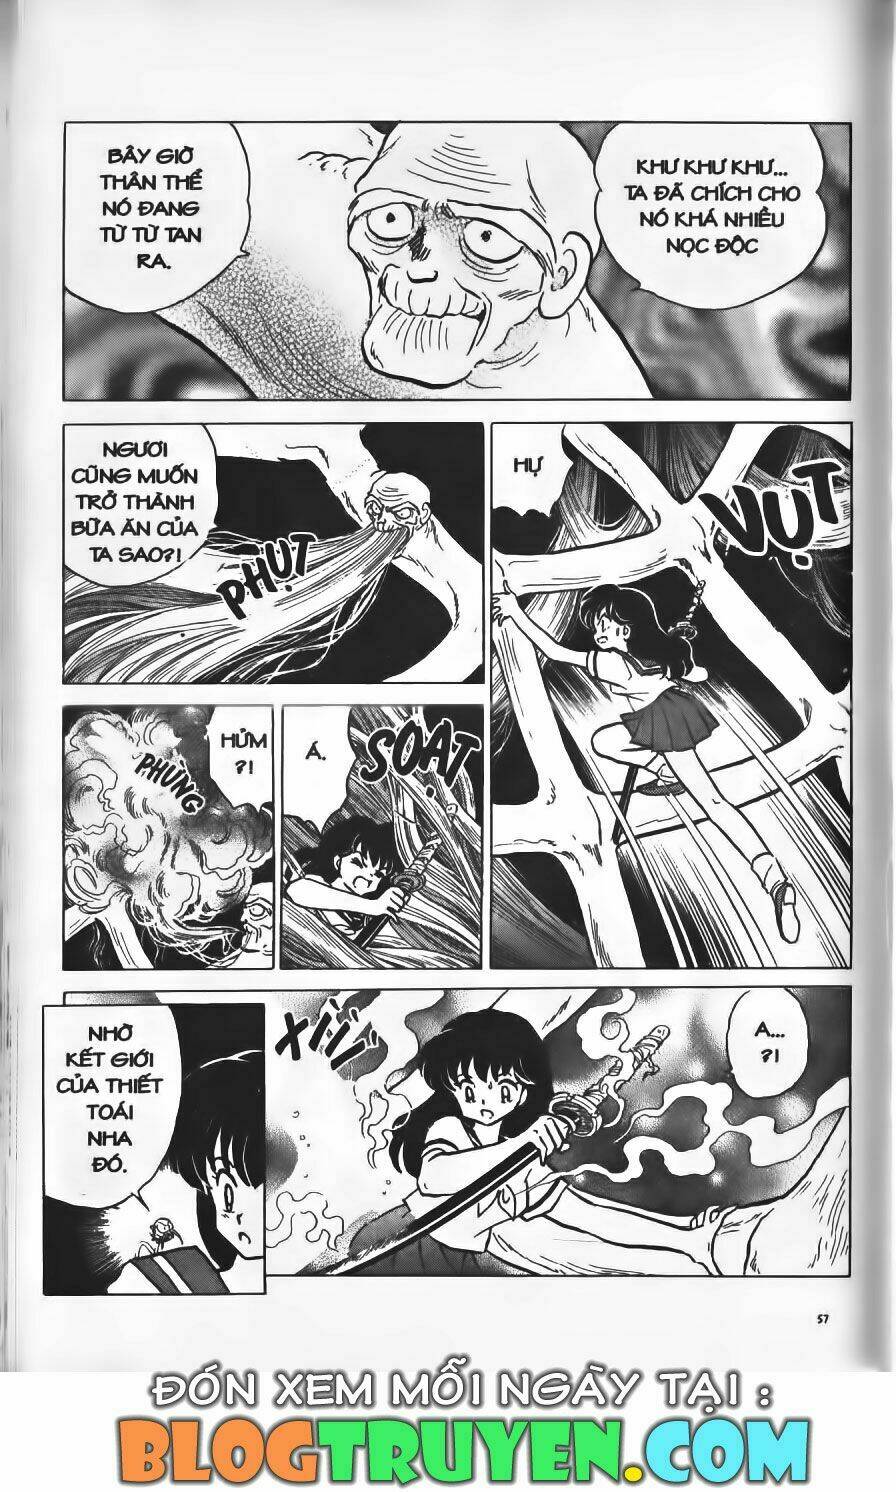 KHƯ KHƯ KHƯ...
TA ĐÃ CHÍCH CHO
NÓ KHÁ NHIỀU
NỌC ĐỘC
BÂY GIỜ
THÂN THỂ
NÓ ĐANG
TỪ TỪ TAN
RA.
VỤT
HỰ
NGƯƠI
CŨNG MUỐN
TRỞ THÀNH
BỮA ĂN CỦA
TA SAO?!
PHỤT
SOẠT
Á.
HỬM
?!
PHÙNG
A...
?!
XIIII
NHỜ
KẾT GIỚI
CỦA THIẾT
TOÁI
NHA
ĐÓ.
57
ĐÓN XEM MỖI NGÀY TẠI :
BLOGTRUYEN.COM